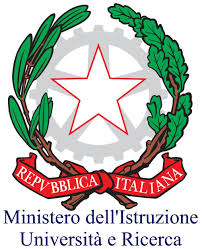 REPVBBLICA ITALIANA
Ministero dell'Istruzione
Università e Ricerca